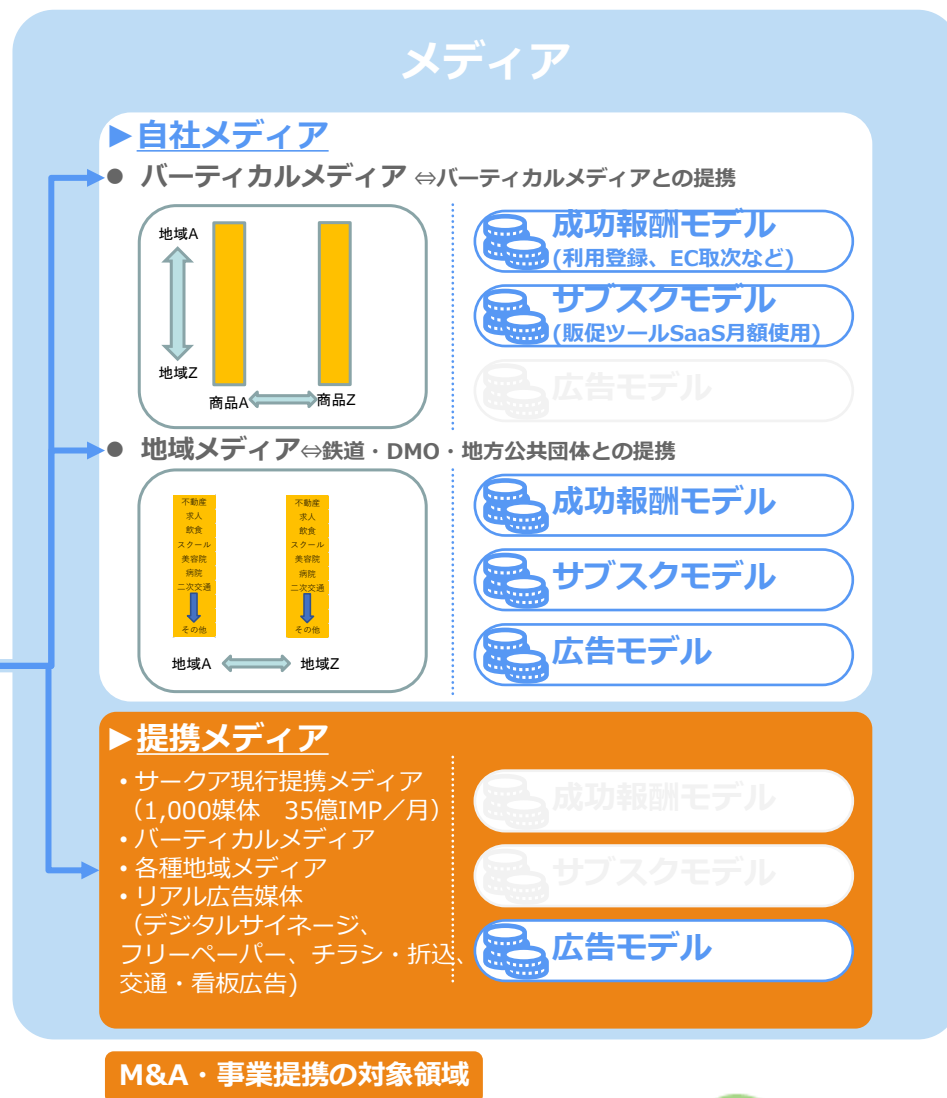 メディア
►自社メディア
● バーティカルメディア ⇔バーティカルメディアとの提携
地域A
地域Z
商品A
商品Z
成功報酬モデル
(利用登録、EC取次など)
サブスクモデル
(販促ツールSaaS月額使用)
広告モデル
● 地域メディア⇔鉄道・DMO・地方公共団体との提携
不動産
求人
飲食
スクール
美容院
病院
二次交通
その他
不動産
求人
飲食
スクール
美容院
病院
二次交通
その他
地域A
地域Z
成功報酬モデル
サブスクモデル
広告モデル
►提携メディア
・サークア現行提携メディア
（1,000媒体　35億IMP／月）
・バーティカルメディア
・各種地域メディア
・リアル広告媒体
（デジタルサイネージ、
フリーペーパー、チラシ・折込、
交通・看板広告)
成功報酬モデル
サブスクモデル
広告モデル
M&A・事業提携の対象領域